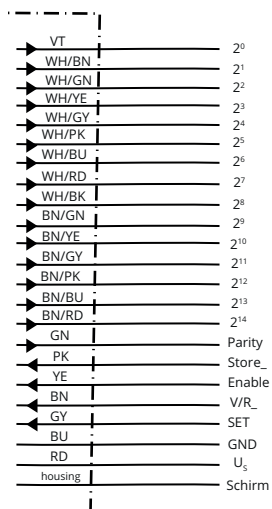 VT 2⁰
WH/BN 2¹
WH/GN 2²
WH/YE 2³
WH/GY 2⁴
WH/PK 2⁵
WH/BU 2⁶
WH/RD 2⁷
WH/BK 2⁸
BN/GN 2⁹
BN/YE 2¹⁰
BN/GY 2¹¹
BN/PK 2¹²
BN/BU 2¹³
BN/RD 2¹⁴
GN Parity
PK Store_
YE Enable
BN V/R_
GY SET
BU GND
RD Uₛ
housing Schirm